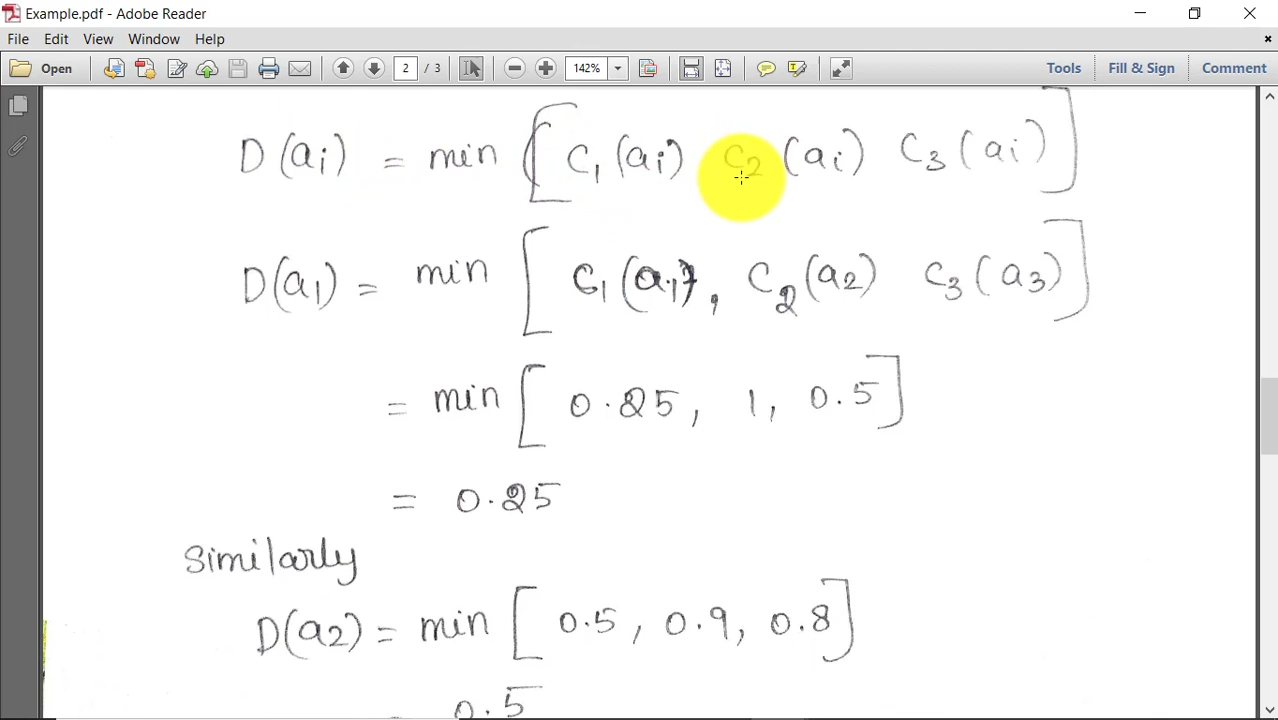 Example.pdf - Adobe Reader
File Edit View Window Help
Open 2 / 3 142% Tools Fill & Sign Comment
D(ai) = min [ C1(ai) C2(ai) C3(ai) ]
D(a1) = min [ C1(a1), C2(a2) C3(a3) ]
= min [ 0.25, 1, 0.5 ]
= 0.25
Similarly
D(a2) = min [ 0.5, 0.9, 0.8 ]
= 0.5